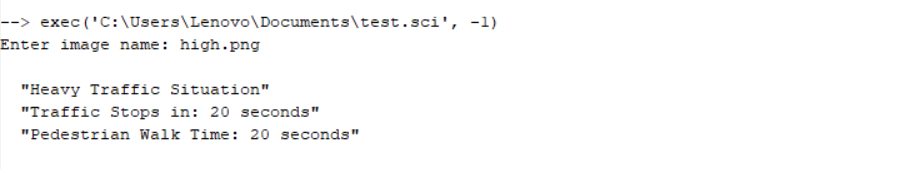 --> exec('C:\Users\Lenovo\Documents\test.sci', -1)
Enter image name: high.png
"Heavy Traffic Situation"
"Traffic Stops in: 20 seconds"
"Pedestrian Walk Time: 20 seconds"